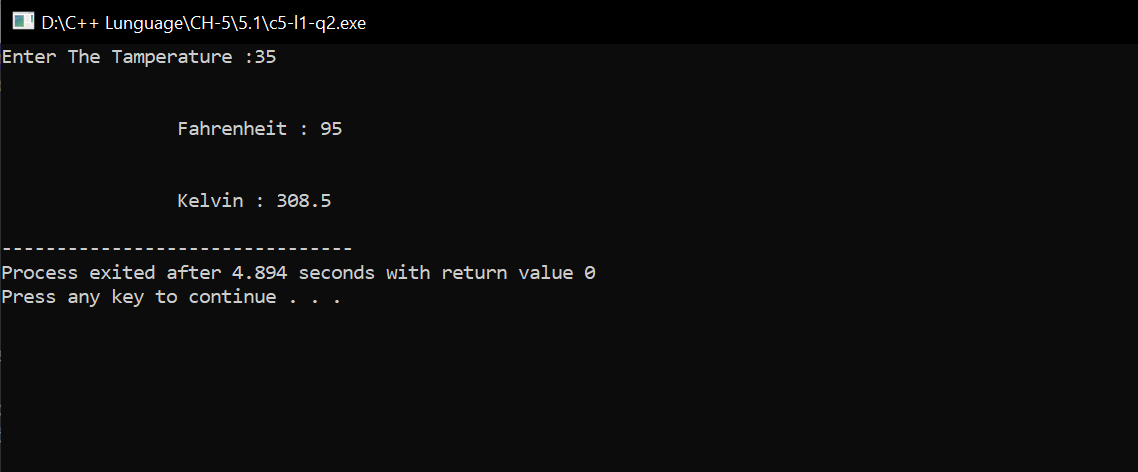 D:\C++ Lunguage\CH-5\5.1\c5-l1-q2.exe
Enter The Tamperature :35
Fahrenheit : 95
Kelvin : 308.5
--------------------------------
Process exited after 4.894 seconds with return value 0
Press any key to continue . . .